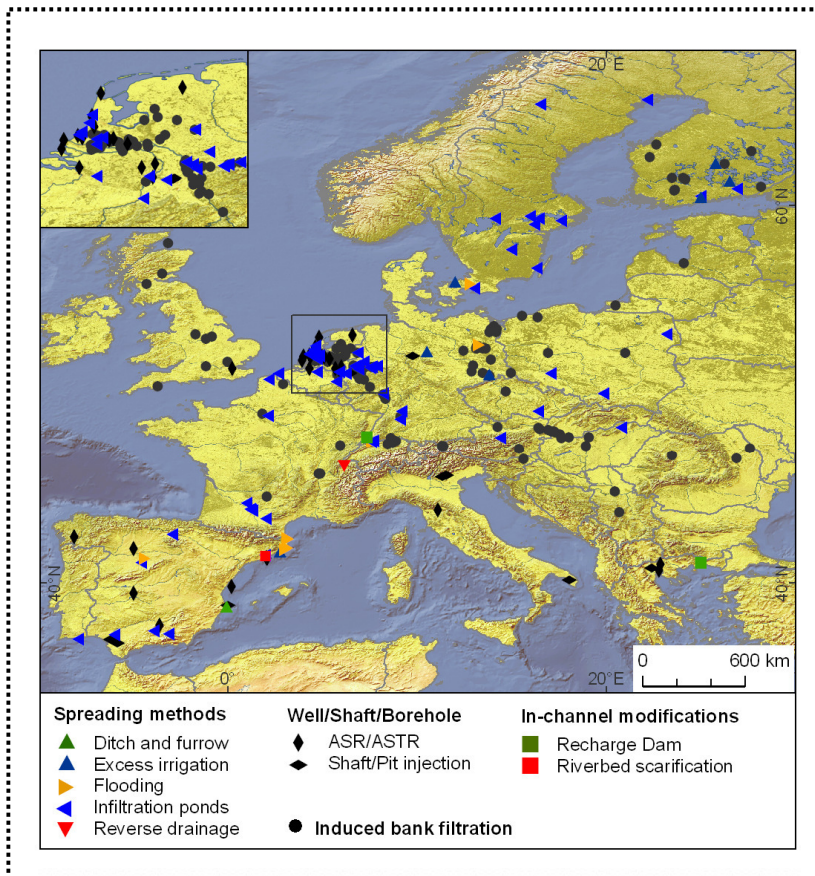 20°E
60°N
40°N
40°N
0°
20°E
0 600 km
Spreading methods
Ditch and furrow
Excess irrigation
Flooding
Infiltration ponds
Reverse drainage
Well/Shaft/Borehole
ASR/ASTR
Shaft/Pit injection
Induced bank filtration
In-channel modifications
Recharge Dam
Riverbed scarification